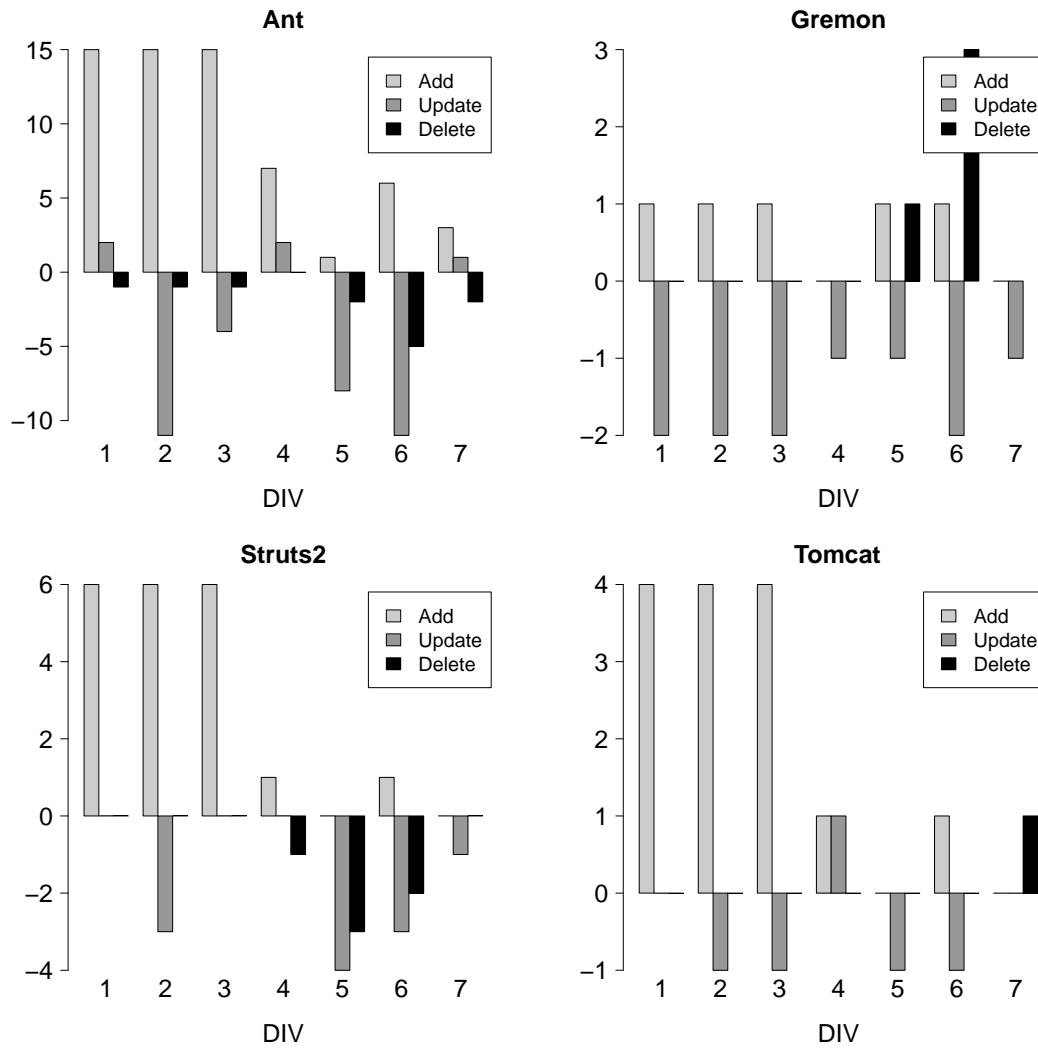 Ant
15
10
5
0
−5
−10
Add
Update
Delete
1 2 3 4 5 6 7
DIV
Gremon
3
2
1
0
−1
−2
Add
Update
Delete
1 2 3 4 5 6 7
DIV
Struts2
6
4
2
0
−2
−4
Add
Update
Delete
1 2 3 4 5 6 7
DIV
Tomcat
4
3
2
1
0
−1
Add
Update
Delete
1 2 3 4 5 6 7
DIV